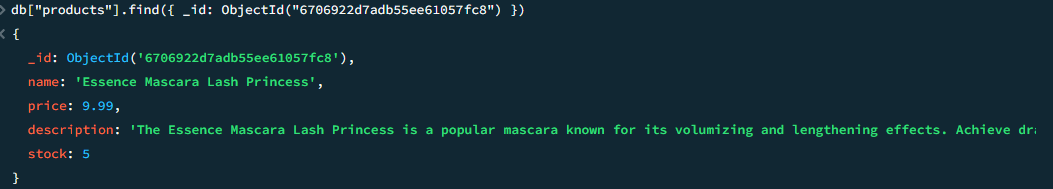 > db["products"].find({ _id: ObjectId("6706922d7adb55ee61057fc8") })
< {
_id: ObjectId('6706922d7adb55ee61057fc8'),
name: 'Essence Mascara Lash Princess',
price: 9.99,
description: 'The Essence Mascara Lash Princess is a popular mascara known for its volumizing and lengthening effects. Achieve
stock: 5
}